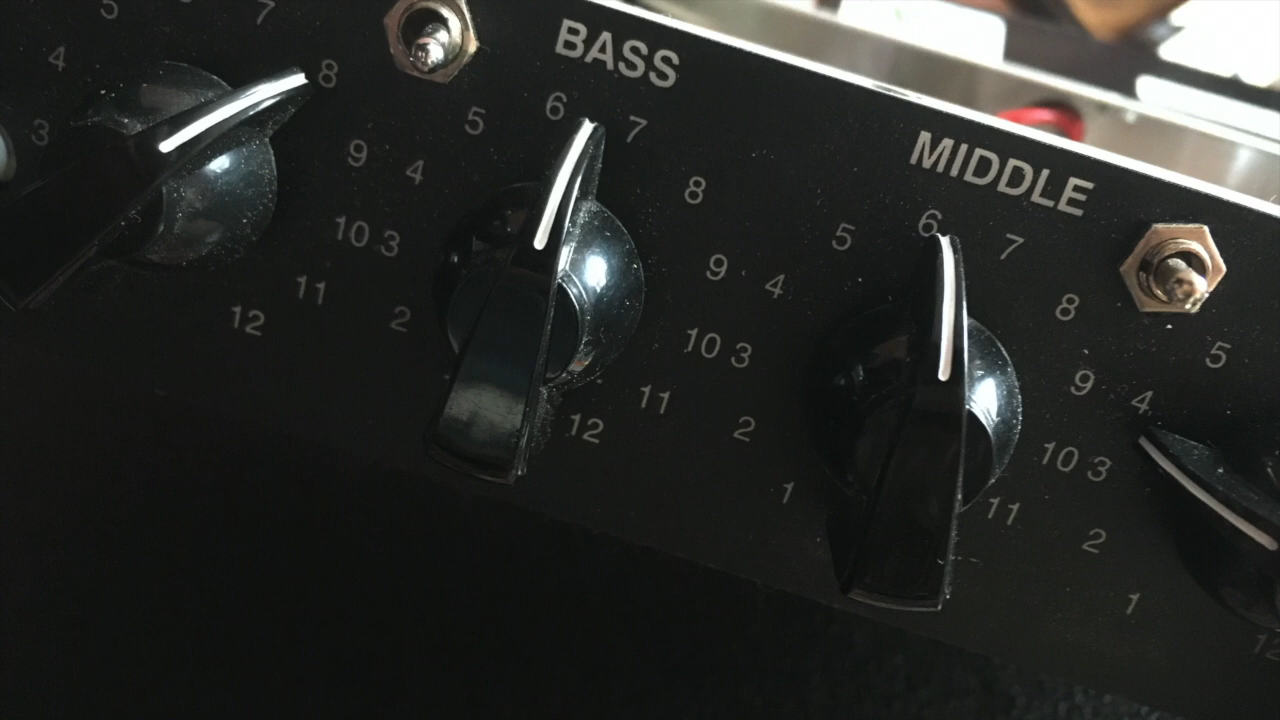 BASS
MIDDLE
3 4 5 7 8 9 10 11 12
2 3 4 5 6 7 8 9 10 11 12
1 2 3 4 5 6 7 8 9 10 11
1 2 3 4 5 12